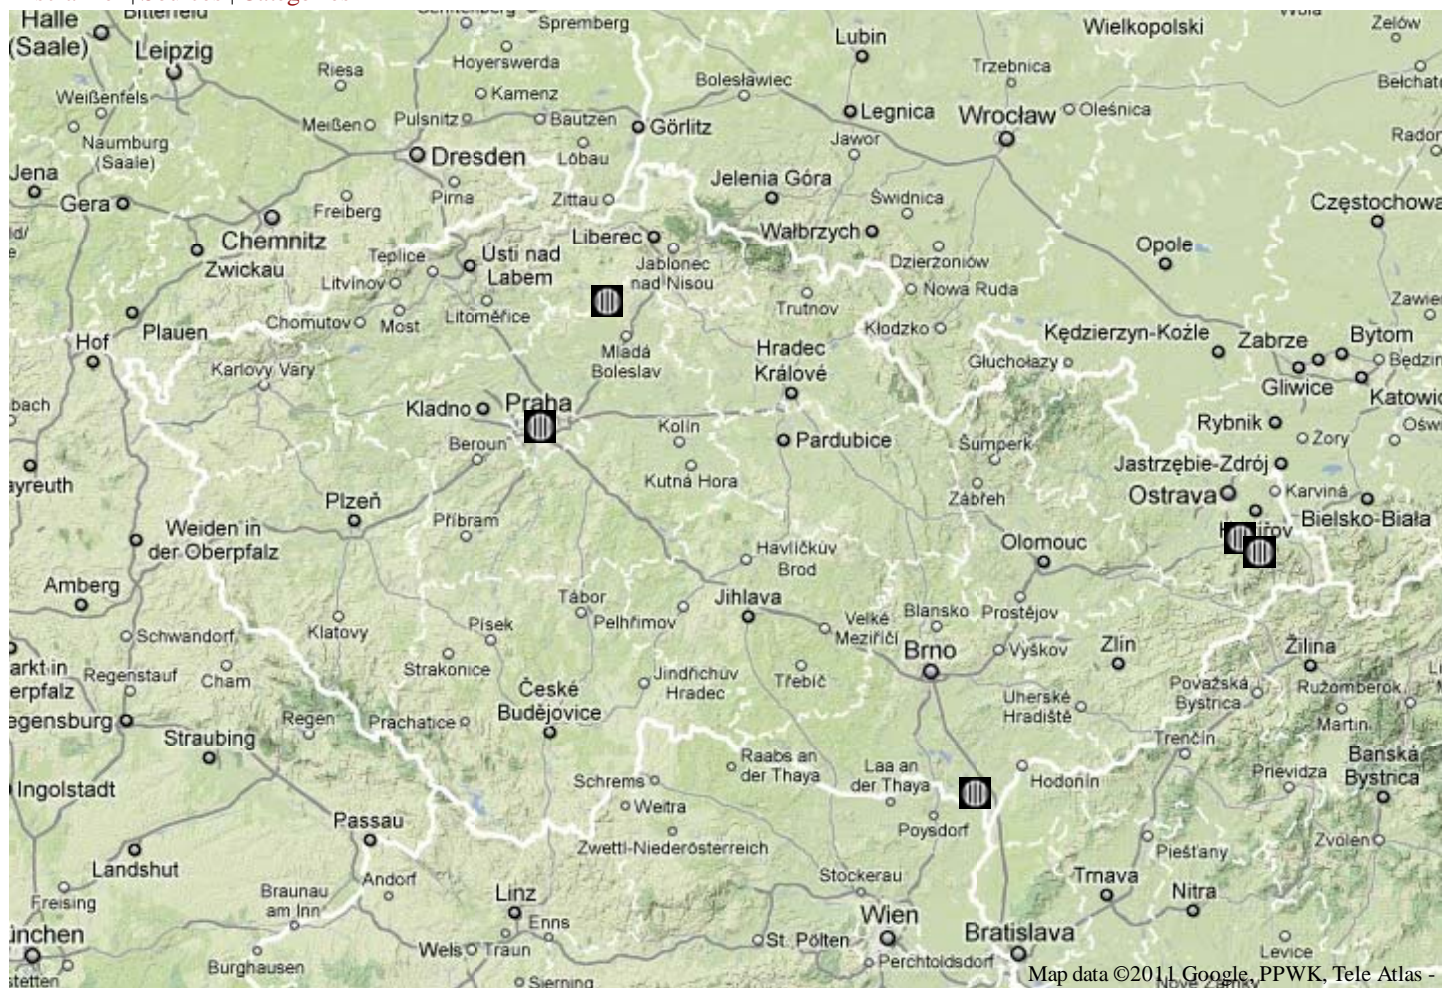 Halle
(Saale)
Leipzig
Spremberg
Hoyerswerda
Riesa
Kamenz
Weißenfels
Meißen
Pulsnitz
Bautzen
Görlitz
Naumburg
(Saale)
Dresden
Löbau
Jena
Gera
Pirna
Zittau
Freiberg
Chemnitz
Zwickau
Lubin
Wielkopolski
Zelów
Trzebnica
Bolesławiec
Legnica
Wrocław
Oleśnica
Jawor
Jelenia Góra
Świdnica
Częstochowa
Wałbrzych
Liberec
Opole
Dzierżoniów
Teplice
Ústí nad
Labem
Jablonec
nad Nisou
Litvínov
Nowa Ruda
Litoměřice
Chomutov
Most
Trutnov
Plauen
Hof
Kłodzko
Kędzierzyn-Koźle
Zabrze
Bytom
Mladá
Boleslav
Hradec
Králové
Głuchołazy
Gliwice
Karlovy Vary
Kladno
Praha
Rybnik
Żory
Kolín
Pardubice
Beroun
Šumperk
Jastrzębie-Zdrój
Kutná Hora
Ostrava
Karviná
Zábřeh
Plzeň
Příbram
Bielsko-Biała
Weiden in
der Oberpfalz
Havlíčkův
Brod
Olomouc
Amberg
Tábor
Pelhřimov
Jihlava
Velké
Meziříčí
Blansko
Prostějov
Schwandorf
Klatovy
Písek
Brno
Vyškov
Zlín
Žilina
Regenstauf
Cham
Strakonice
Jindřichův
Hradec
Třebíč
Považská
Bystrica
Ružomberok
Uherské
Hradiště
České
Budějovice
Regen
Prachatice
Martin
Straubing
Trenčín
Banská
Bystrica
Raabs an
der Thaya
Laa an
der Thaya
Prievidza
Schrems
Hodonín
Ingolstadt
Weitra
Passau
Poysdorf
Zwettl-Niederösterreich
Zvolen
Piešťany
Landshut
Stockerau
Trnava
Nitra
Andorf
Braunau
am Inn
Freising
Linz
Enns
Wien
St. Pölten
Bratislava
Wels
Traun
Levice
Burghausen
Perchtoldsdorf
Sierning
Map data ©2011 Google, PPWK, Tele Atlas -